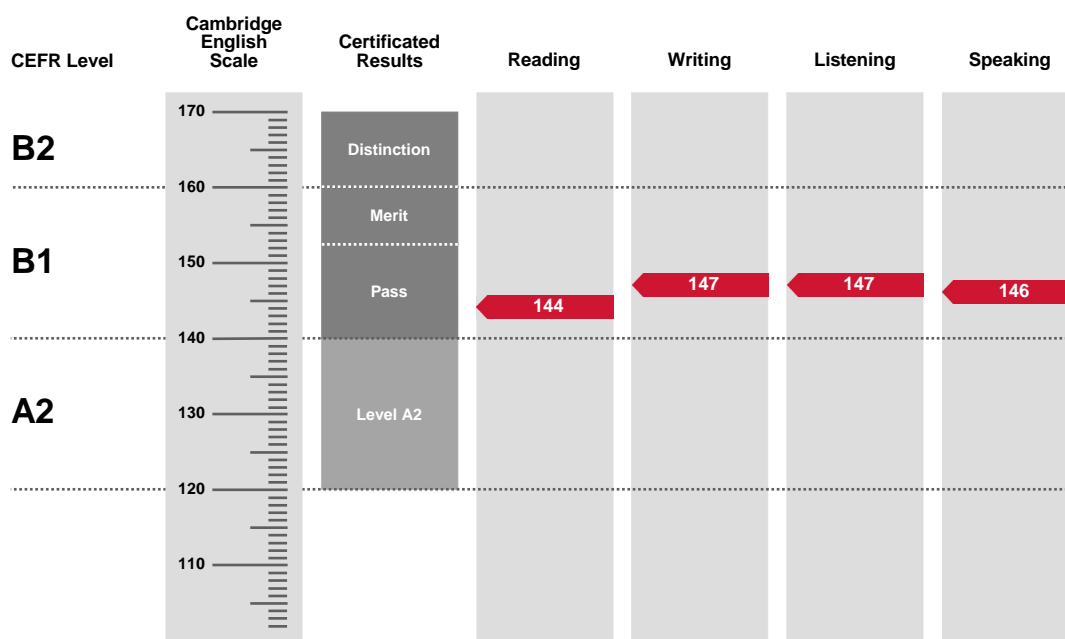 CEFR Level
Cambridge
English
Scale
Certificated
Results
Reading
Writing
Listening
Speaking
170
B2
Distinction
160
Merit
B1
150
Pass
147
147
146
144
140
A2
130
Level A2
120
110